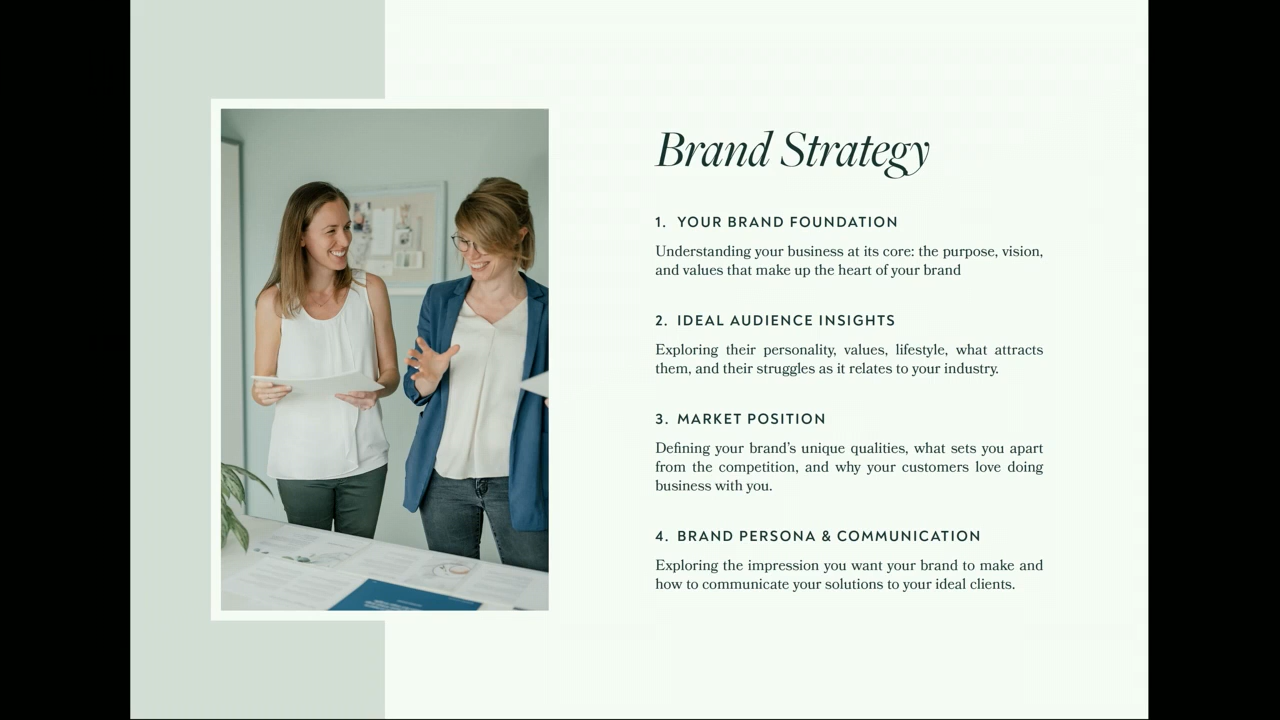 Brand Strategy
1. YOUR BRAND FOUNDATION
Understanding your business at its core: the purpose, vision,
and values that make up the heart of your brand
2. IDEAL AUDIENCE INSIGHTS
Exploring their personality, values, lifestyle, what attracts
them, and their struggles as it relates to your industry.
3. MARKET POSITION
Defining your brand’s unique qualities, what sets you apart
from the competition, and why your customers love doing
business with you.
4. BRAND PERSONA & COMMUNICATION
Exploring the impression you want your brand to make and
how to communicate your solutions to your ideal clients.